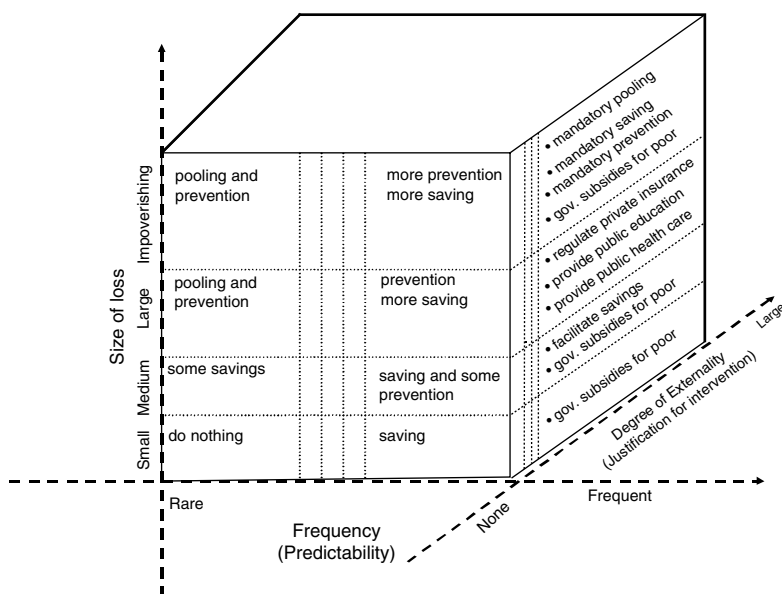 Size of loss
Impoverishing
Large
Medium
Small
pooling and
prevention
more prevention
more saving
pooling and
prevention
prevention
more saving
some savings
saving and some
prevention
do nothing
saving
• mandatory pooling
• mandatory saving
• mandatory prevention
• gov. subsidies for poor
• regulate private insurance
• provide public education
• provide public health care
• facilitate savings
• gov. subsidies for poor
• gov. subsidies for poor
Large
Degree of Externality
(Justification for intervention)
None
Rare
Frequent
Frequency
(Predictability)